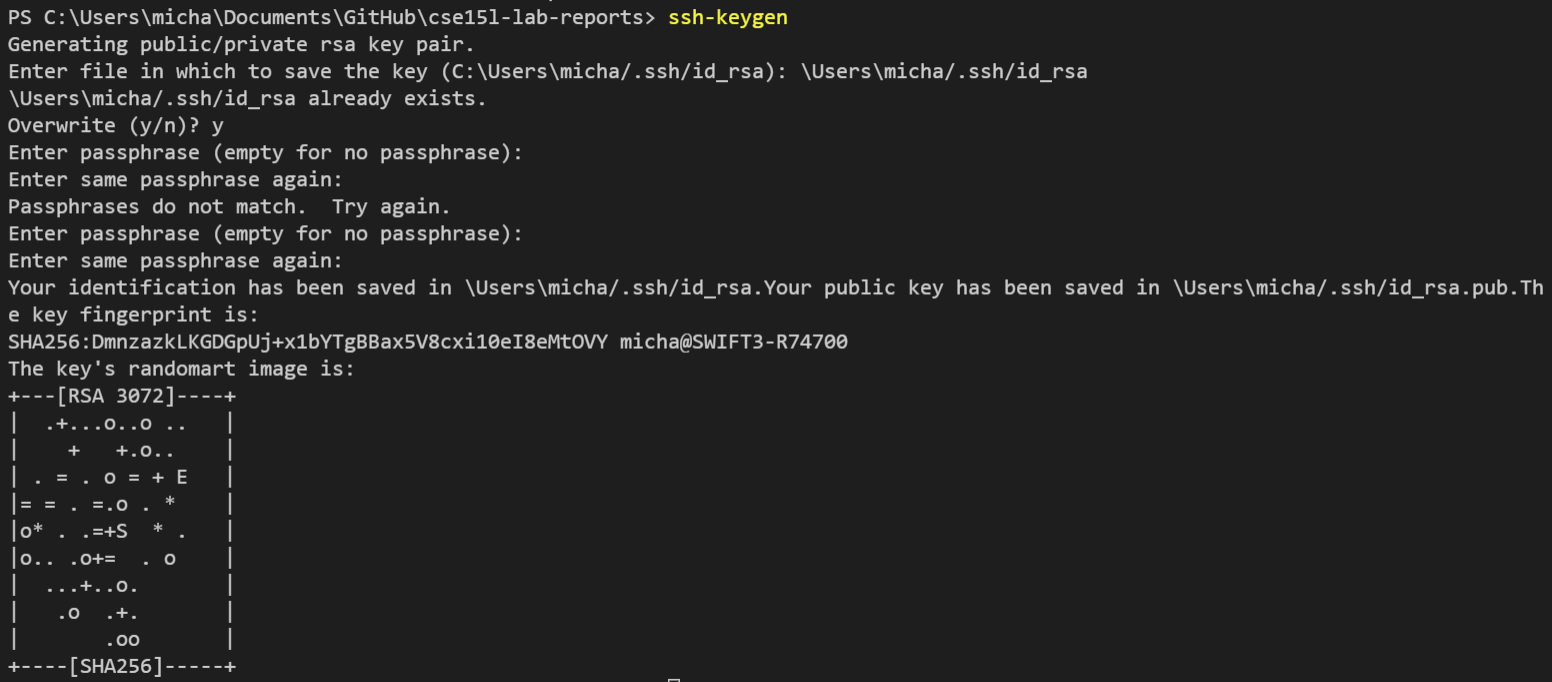 PS C:\Users\micha\Documents\GitHub\cse15l-lab-reports> ssh-keygen
Generating public/private rsa key pair.
Enter file in which to save the key (C:\Users\micha/.ssh/id_rsa): \Users\micha/.ssh/id_rsa
\Users\micha/.ssh/id_rsa already exists.
Overwrite (y/n)? y
Enter passphrase (empty for no passphrase):
Enter same passphrase again:
Passphrases do not match.  Try again.
Enter passphrase (empty for no passphrase):
Enter same passphrase again:
Your identification has been saved in \Users\micha/.ssh/id_rsa.Your public key has been saved in \Users\micha/.ssh/id_rsa.pub.Th
e key fingerprint is:
SHA256:DmnzazkLKGDGpUj+x1bYTgBBax5V8cxi10eI8eMtOVY micha@SWIFT3-R74700
The key's randomart image is:
+---[RSA 3072]----+
|  .+...o..o ..   |
|    +   +.o..    |
| . = . o = + E   |
|= = . =.o . *    |
|o* . .=+S  * .   |
|o.. .o+=  . o    |
|  ...+..o.       |
|   .o  .+.       |
|       .oo       |
+----[SHA256]-----+